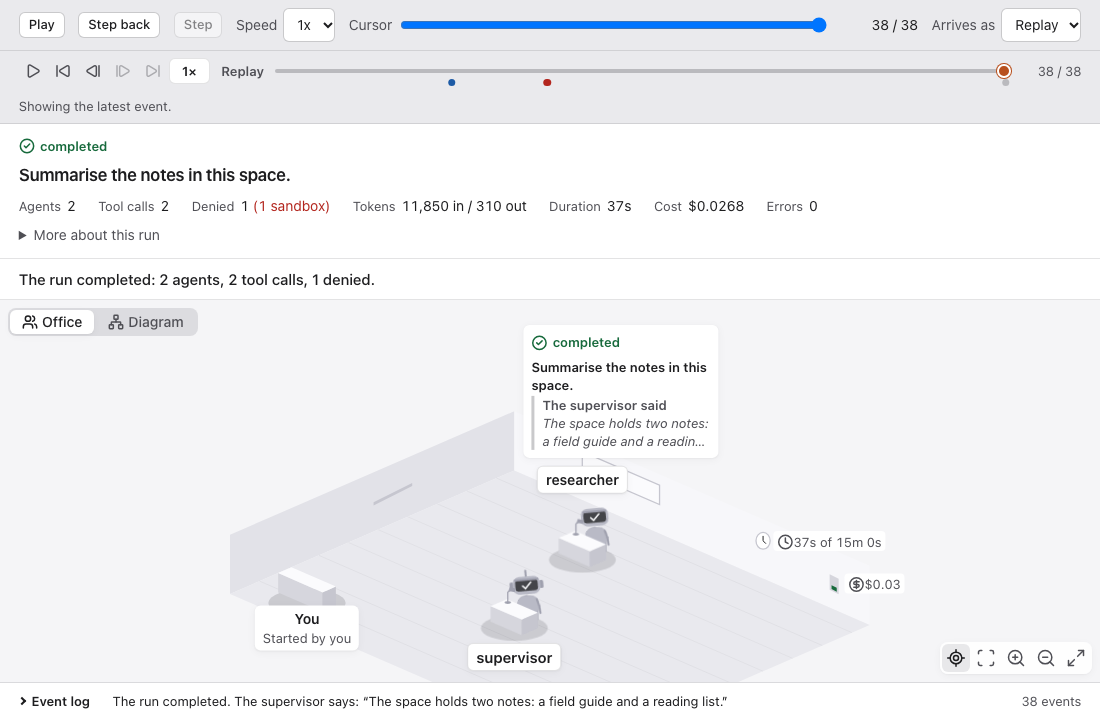 Play Step back Step Speed 1x Cursor 38 / 38 Arrives as Replay
1× Replay 38 / 38
Showing the latest event.
completed
Summarise the notes in this space.
Agents 2 Tool calls 2 Denied 1 (1 sandbox) Tokens 11,850 in / 310 out Duration 37s Cost $0.0268 Errors 0
More about this run
The run completed: 2 agents, 2 tool calls, 1 denied.
Office Diagram
completed
Summarise the notes in this
space.
The supervisor said
The space holds two notes:
a field guide and a readin…
researcher
37s of 15m 0s
$0.03
You
Started by you
supervisor
Event log The run completed. The supervisor says: “The space holds two notes: a field guide and a reading list.” 38 events